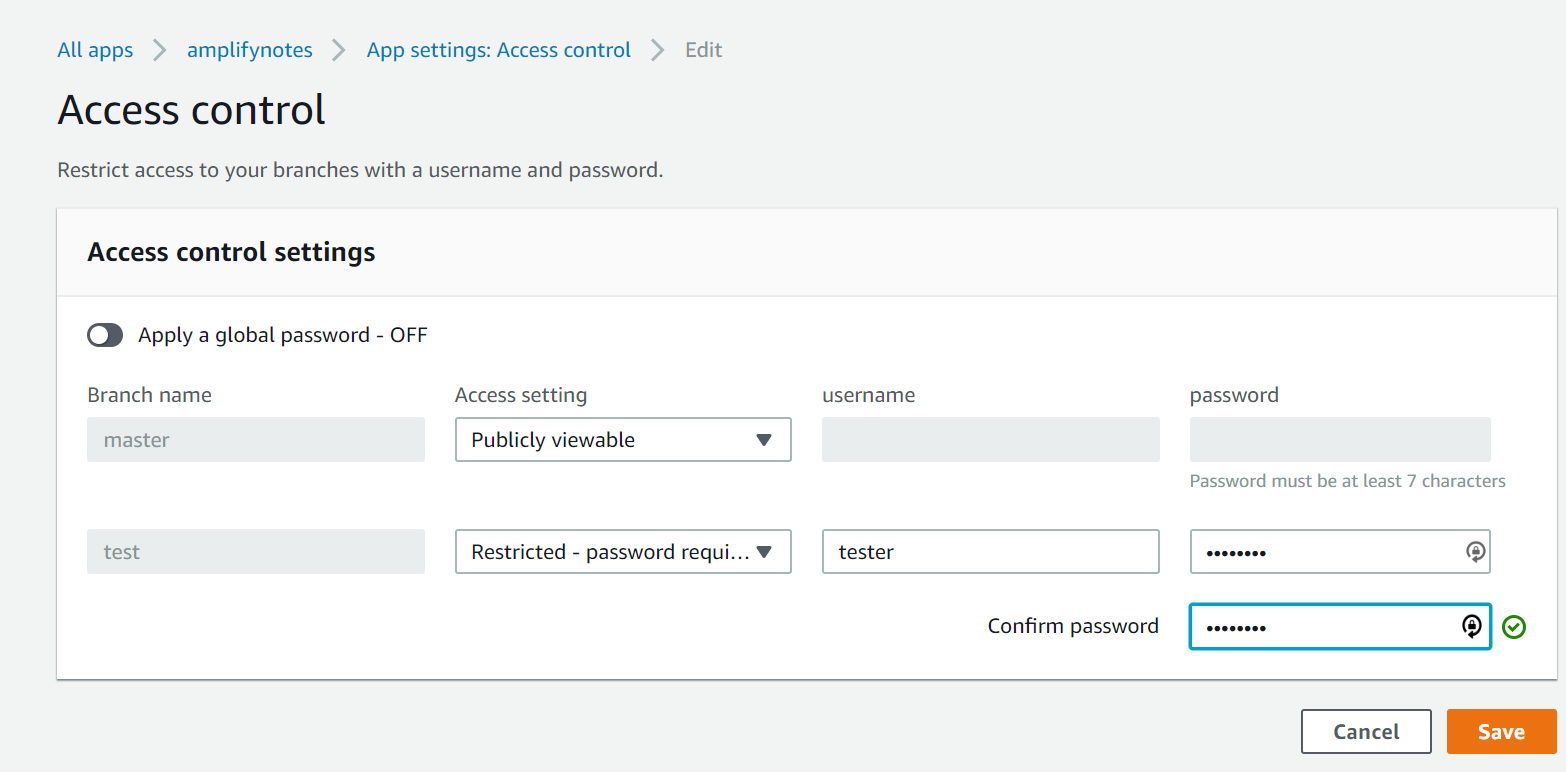 All apps > amplifynotes > App settings: Access control > Edit
Access control
Restrict access to your branches with a username and password.
Access control settings
Apply a global password - OFF
Branch name Access setting username password
master Publicly viewable
Password must be at least 7 characters
test Restricted - password requi... tester ••••••••
Confirm password ••••••••
Cancel Save